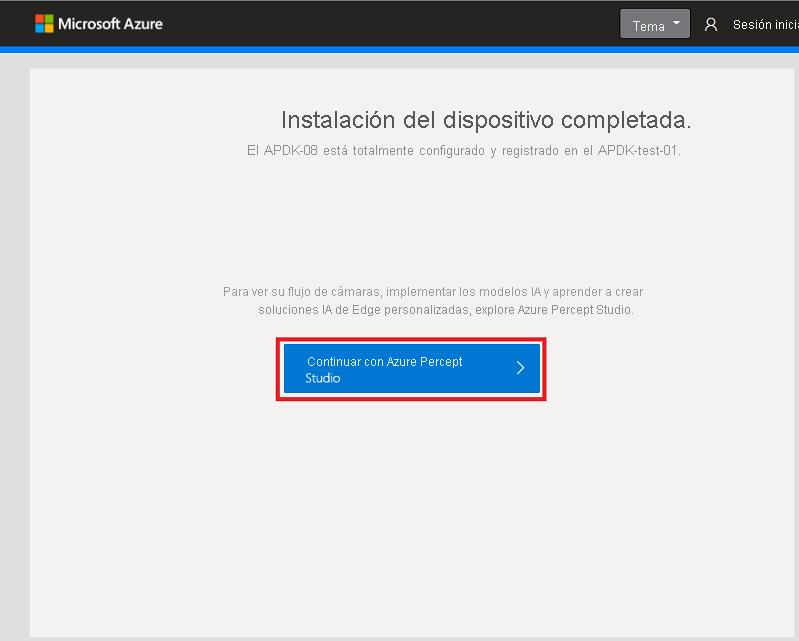 Microsoft Azure
Tema
Sesión inicia
Instalación del dispositivo completada.
El APDK-08 está totalmente configurado y registrado en el APDK-test-01.
Para ver su flujo de cámaras, implementar los modelos IA y aprender a crear
soluciones IA de Edge personalizadas, explore Azure Percept Studio.
Continuar con Azure Percept
Studio